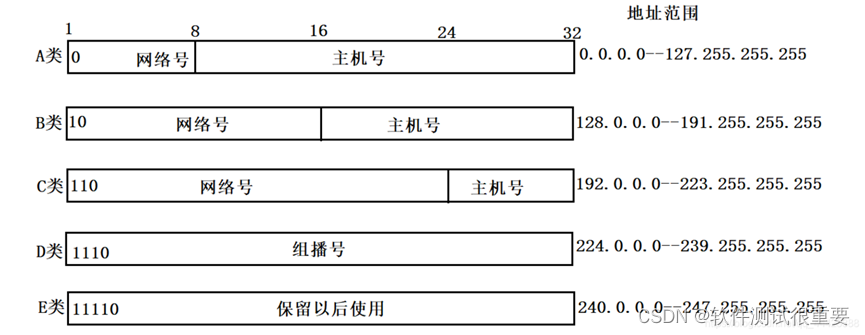 地址范围
1 8 16 24 32
A类 0 网络号 主机号 0.0.0.0--127.255.255.255
B类 10 网络号 主机号 128.0.0.0--191.255.255.255
C类 110 网络号 主机号 192.0.0.0--223.255.255.255
D类 1110 组播号 224.0.0.0--239.255.255.255
E类 11110 保留以后使用 240.0.0.0--247.255.255.255
CSDN @软件测试很重要